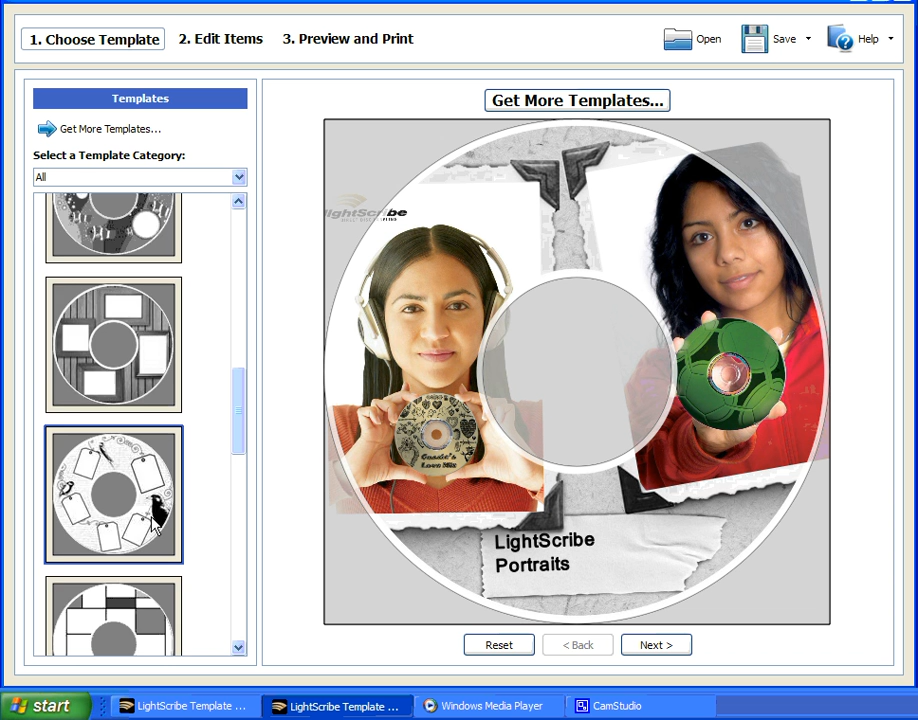 1. Choose Template
2. Edit Items
3. Preview and Print
Open
Save
Help
Templates
Get More Templates...
Select a Template Category:
All
Get More Templates...
LightScribe
Goosie's
Love Mix
LightScribe
Portraits
Reset
< Back
Next >
start
LightScribe Template ...
LightScribe Template ...
Windows Media Player
CamStudio